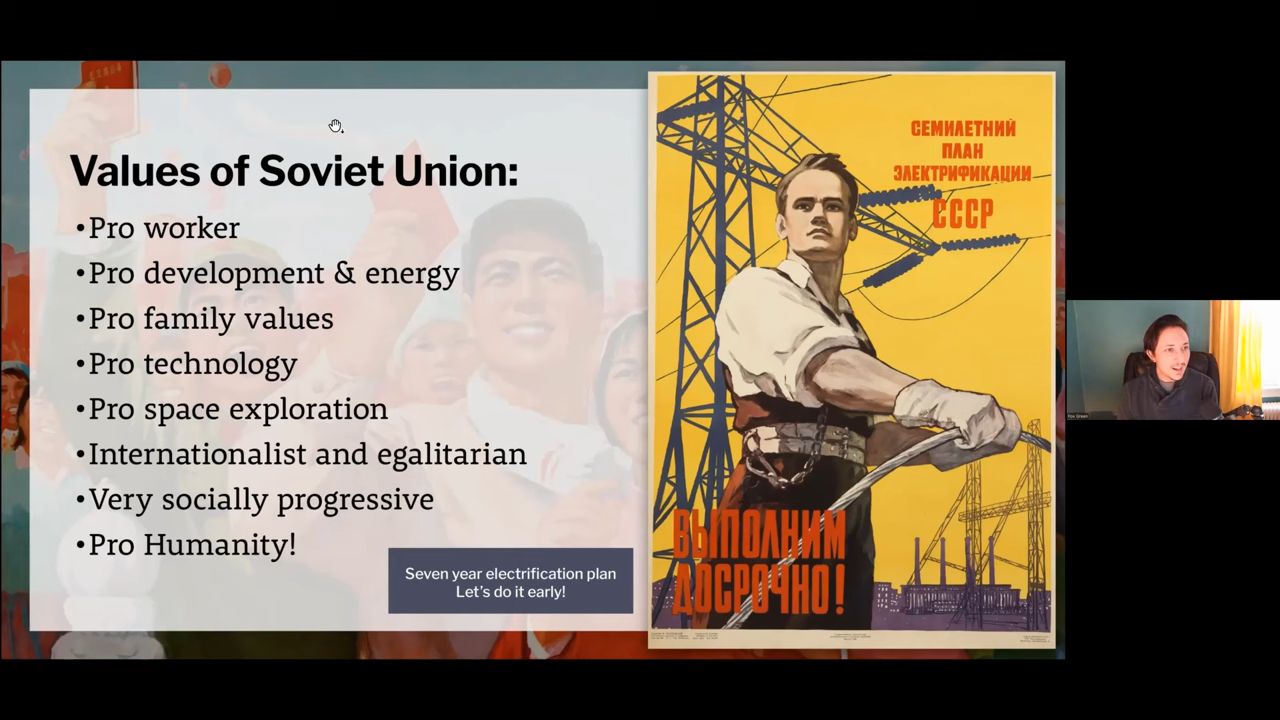 Values of Soviet Union:
•Pro worker
•Pro development & energy
•Pro family values
•Pro technology
•Pro space exploration
•Internationalist and egalitarian
•Very socially progressive
•Pro Humanity!
Seven year electrification plan
Let's do it early!
СЕМИЛЕТНИЙ
ПЛАН
ЭЛЕКТРИФИКАЦИИ
СССР
ВЫПОЛНИМ
ДОСРОЧНО!
Fox Green